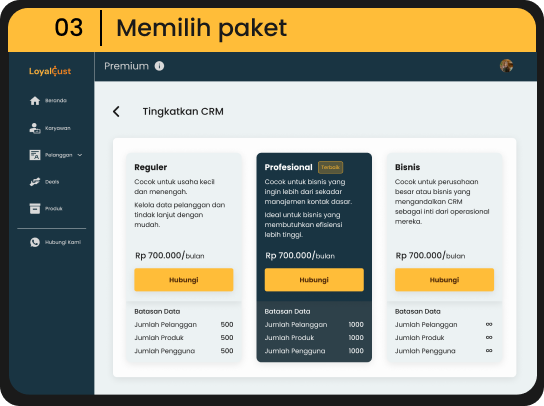 03 Memilih paket
LoyalCust
Premium i
Beranda
Karyawan
Pelanggan
Deals
Produk
Hubungi Kami
Tingkatkan CRM
Reguler
Cocok untuk usaha kecil
dan menengah.
Kelola data pelanggan dan
tindak lanjut dengan
mudah.
Rp 700.000/bulan
Hubungi
Batasan Data
Jumlah Pelanggan 500
Jumlah Produk 500
Jumlah Pengguna 500
Profesional Terbaik
Cocok untuk bisnis yang
ingin lebih dari sekadar
manajemen kontak dasar.
Ideal untuk bisnis yang
membutuhkan efisiensi
lebih tinggi.
Rp 700.000/bulan
Hubungi
Batasan Data
Jumlah Pelanggan 1000
Jumlah Produk 1000
Jumlah Pengguna 1000
Bisnis
Cocok untuk perusahaan
besar atau bisnis yang
mengandalkan CRM
sebagai inti dari operasional
mereka.
Rp 700.000/bulan
Hubungi
Batasan Data
Jumlah Pelanggan ∞
Jumlah Produk ∞
Jumlah Pengguna ∞